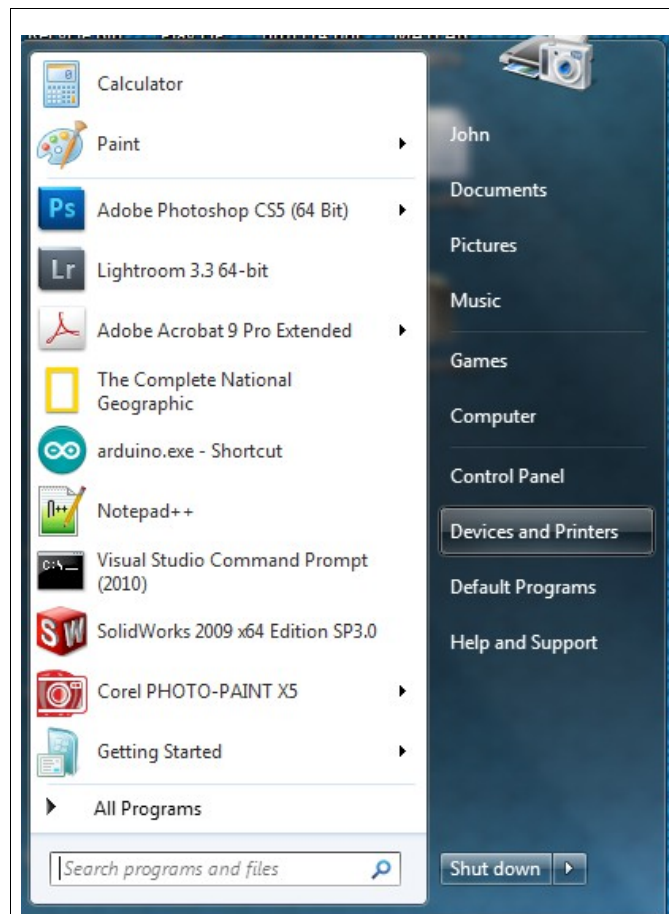 Calculator
Paint
Ps
Adobe Photoshop CS5 (64 Bit)
Lr
Lightroom 3.3 64-bit
Adobe Acrobat 9 Pro Extended
The Complete National
Geographic
arduino.exe - Shortcut
Notepad++
Visual Studio Command Prompt
(2010)
SolidWorks 2009 x64 Edition SP3.0
Corel PHOTO-PAINT X5
Getting Started
All Programs
Search programs and files
John
Documents
Pictures
Music
Games
Computer
Control Panel
Devices and Printers
Default Programs
Help and Support
Shut down